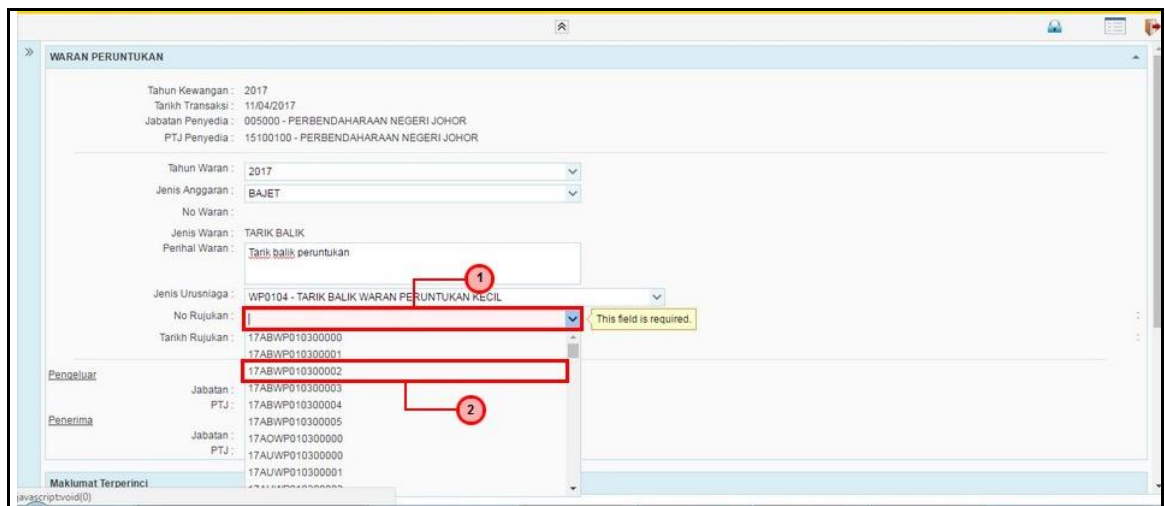 WARAN PERUNTUKAN
Tahun Kewangan : 2017
Tarikh Transaksi : 11/04/2017
Jabatan Penyedia : 005000 - PERBENDAHARAAN NEGERI JOHOR
PTJ Penyedia : 15100100 - PERBENDAHARAAN NEGERI JOHOR
Tahun Waran : 2017
Jenis Anggaran : BAJET
No Waran :
Jenis Waran : TARIK BALIK
Perihal Waran : Tarik balik peruntukan
1
Jenis Urusniaga : WP0104 - TARIK BALIK WARAN PERUNTUKAN KECIL
No Rujukan : This field is required.
Tarikh Rujukan : 17ABWP010300000
17ABWP010300001
17ABWP010300002
Pengeluar
Jabatan : 17ABWP010300003
PTJ : 17ABWP010300004
2
Penerima 17ABWP010300005
Jabatan : 17AOWP010300000
PTJ : 17AUWP010300000
17AUWP010300001
Maklumat Terperinci
javascript:void(0)